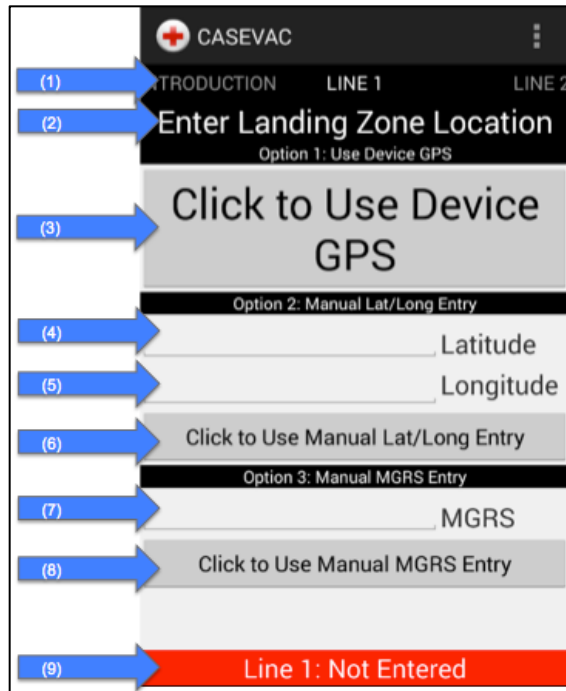 CASEVAC
(1)
NTRODUCTION LINE 1 LINE 2
(2)
Enter Landing Zone Location
Option 1: Use Device GPS
(3)
Click to Use Device
GPS
Option 2: Manual Lat/Long Entry
(4)
Latitude
(5)
Longitude
(6)
Click to Use Manual Lat/Long Entry
Option 3: Manual MGRS Entry
(7)
MGRS
(8)
Click to Use Manual MGRS Entry
(9)
Line 1: Not Entered